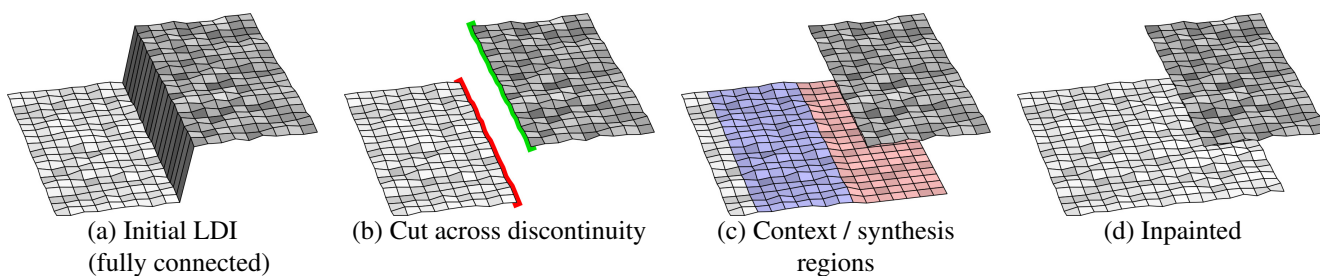 (a) Initial LDI
(fully connected)
(b) Cut across discontinuity
(c) Context / synthesis
regions
(d) Inpainted